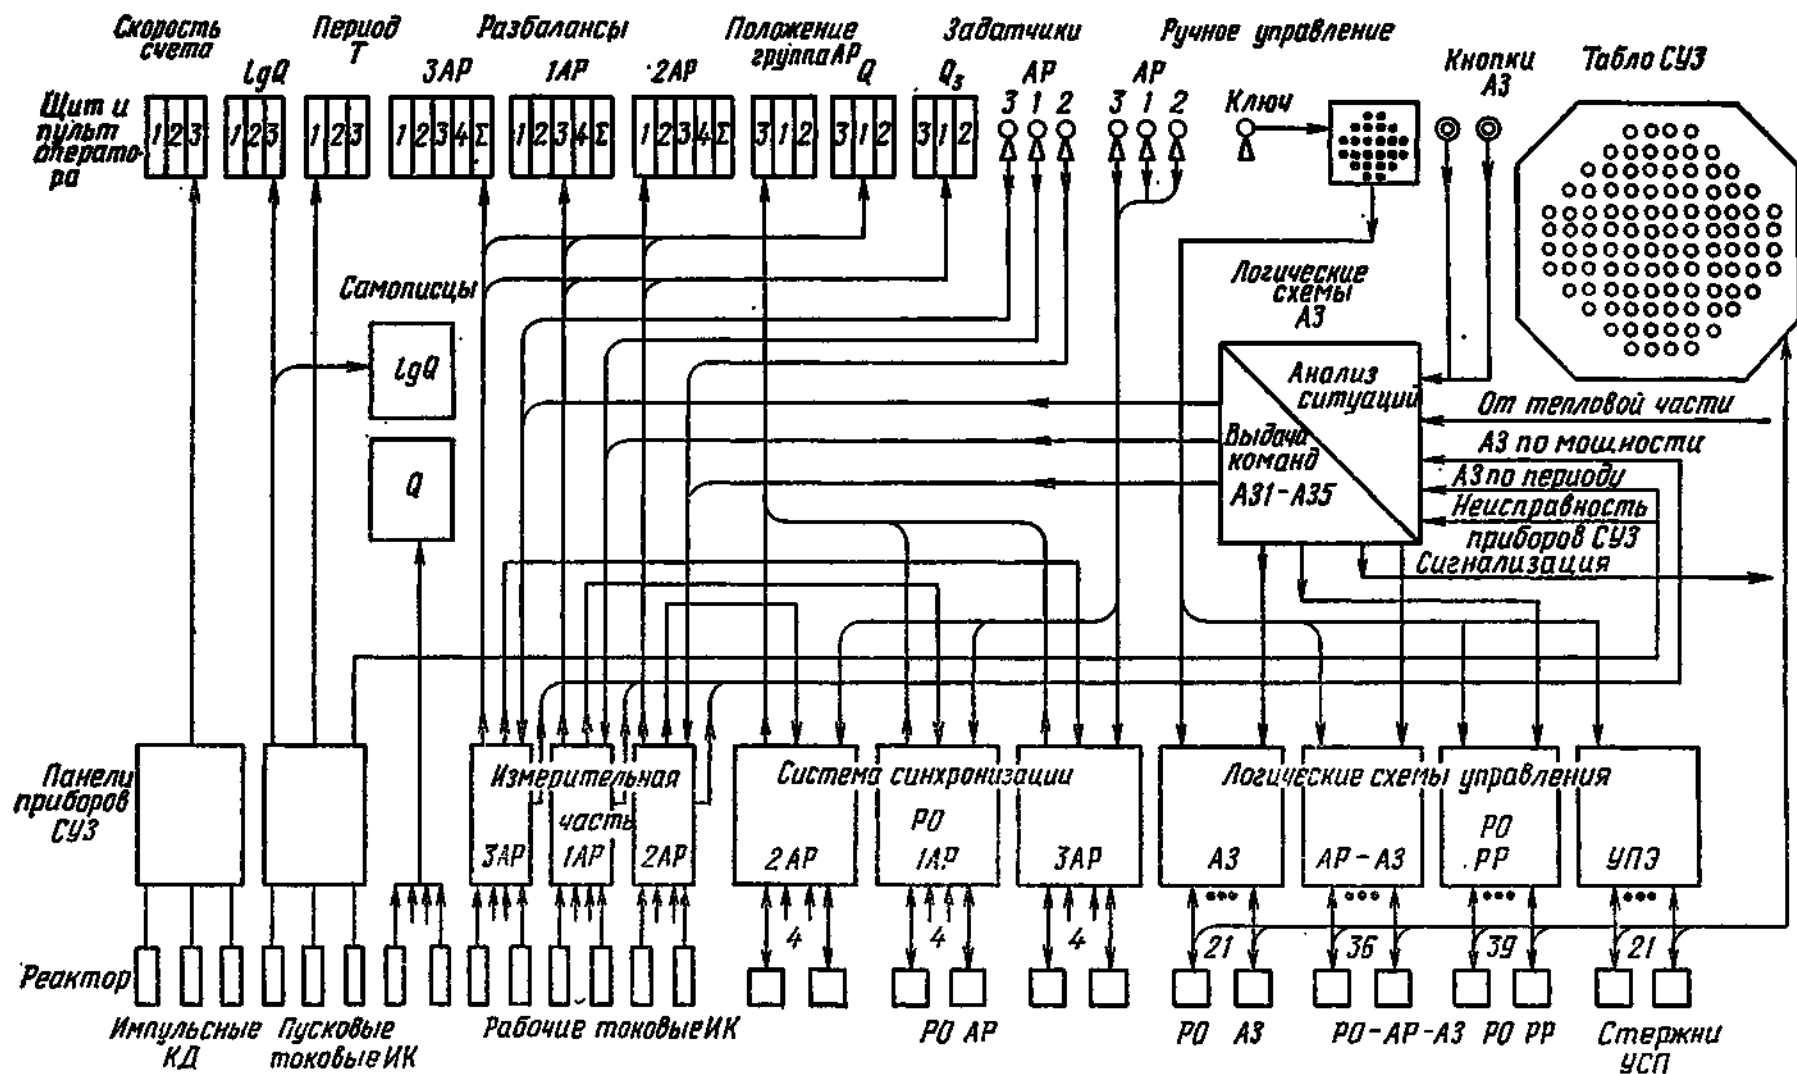 Скорость счета
Период Т
Разбалансы
Положение группа АР
Задатчики
Ручное управление
Кнопки АЗ
Табло СУЗ
lgQ
3АР
1АР
2АР
Q
Q₃
АР
3 1 2
АР
3 1 2
Ключ
Щит и
пульт
операто-
ра
1 2 3
1 2 3
1 2 3
1 2 3 4 Σ
1 2 3 4 Σ
1 2 3 4 Σ
3 1 2
3 1 2
3 1 2
Самописцы
lgQ
Q
Логические
схемы
АЗ
Анализ
ситуации
Выдача
команд
АЗ1-АЗ5
От тепловой части
АЗ по мощности
АЗ по периоду
Неисправность
приборов СУЗ
Сигнализация
Панели
приборов
СУЗ
Измерительная
часть
3АР
1АР
2АР
Система синхронизации
РО
2АР
1АР
3АР
Логические схемы управления
АЗ
АР-АЗ
РО
РР
УПЭ
4
4
4
21
36
39
21
Реактор
Импульсные
КД
Пусковые
токовые ИК
Рабочие токовые ИК
РО АР
РО АЗ
РО-АР-АЗ
РО РР
Стержни
УСП